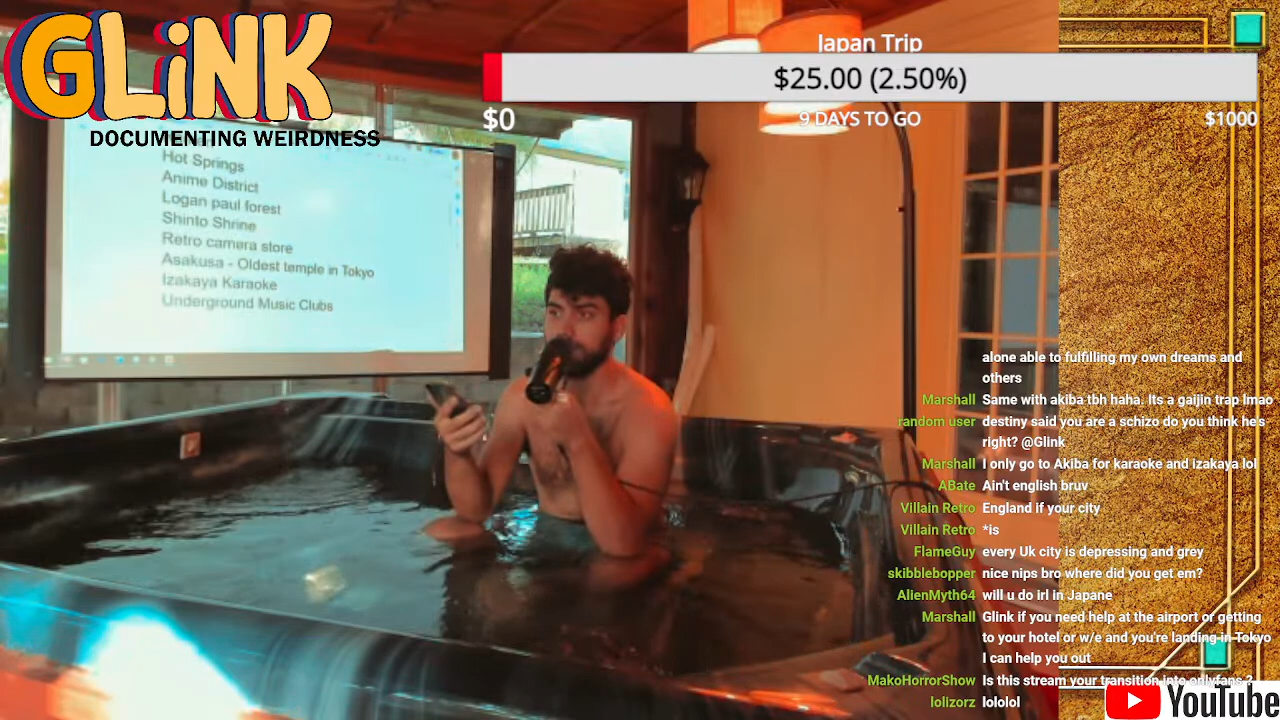 GLiNK
DOCUMENTING WEIRDNESS
Japan Trip
$25.00 (2.50%)
$0
9 DAYS TO GO
$1000
Hot Springs
Anime District
Logan paul forest
Shinto Shrine
Retro camera store
Asakusa - Oldest temple in Tokyo
Izakaya Karaoke
Underground Music Clubs
alone able to fulfilling my own dreams and
others
Marshall Same with akiba tbh haha. Its a gaijin trap lmao
random user destiny said you are a schizo do you think he's
right? @Glink
Marshall I only go to Akiba for karaoke and Izakaya lol
ABate Ain't english bruv
Villain Retro England if your city
Villain Retro *is
FlameGuy every Uk city is depressing and grey
skibblebopper nice nips bro where did you get em?
AlienMyth64 will u do irl in Japane
Marshall Glink if you need help at the airport or getting
to your hotel or w/e and you're landing in Tokyo
I can help you out
MakoHorrorShow Is this stream your transition into onlyfans ?
lolizorz lololol
YouTube